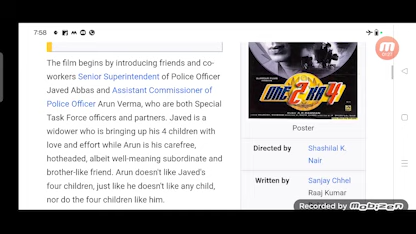 7:58
The film begins by introducing friends and co-
workers Senior Superintendent of Police Officer
Javed Abbas and Assistant Commissioner of
Police Officer Arun Verma, who are both Special
Task Force officers and partners. Javed is a
widower who is bringing up his 4 children with
love and effort while Arun is his carefree,
hotheaded, albeit well-meaning subordinate and
brother-like friend. Arun doesn't like Javed's
four children, just like he doesn't like any child,
nor do the four children like him.
ONE 2 KA 4
Poster
Directed by Shashilal K.
Nair
Written by Sanjay Chhel
Raaj Kumar
Recorded by mobizen